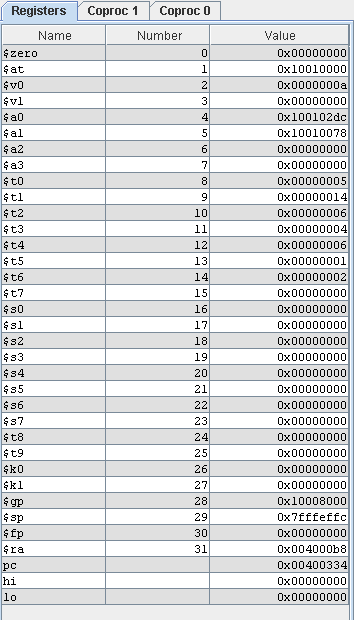 Registers Coproc 1 Coproc 0
Name Number Value
$zero 0 0x00000000
$at 1 0x10010000
$v0 2 0x0000000a
$v1 3 0x00000000
$a0 4 0x100102dc
$a1 5 0x10010078
$a2 6 0x00000000
$a3 7 0x00000000
$t0 8 0x00000005
$t1 9 0x00000014
$t2 10 0x00000006
$t3 11 0x00000004
$t4 12 0x00000006
$t5 13 0x00000001
$t6 14 0x00000002
$t7 15 0x00000000
$s0 16 0x00000000
$s1 17 0x00000000
$s2 18 0x00000000
$s3 19 0x00000000
$s4 20 0x00000000
$s5 21 0x00000000
$s6 22 0x00000000
$s7 23 0x00000000
$t8 24 0x00000000
$t9 25 0x00000000
$k0 26 0x00000000
$k1 27 0x00000000
$gp 28 0x10008000
$sp 29 0x7fffeffc
$fp 30 0x00000000
$ra 31 0x004000b8
pc 0x00400334
hi 0x00000000
lo 0x00000000